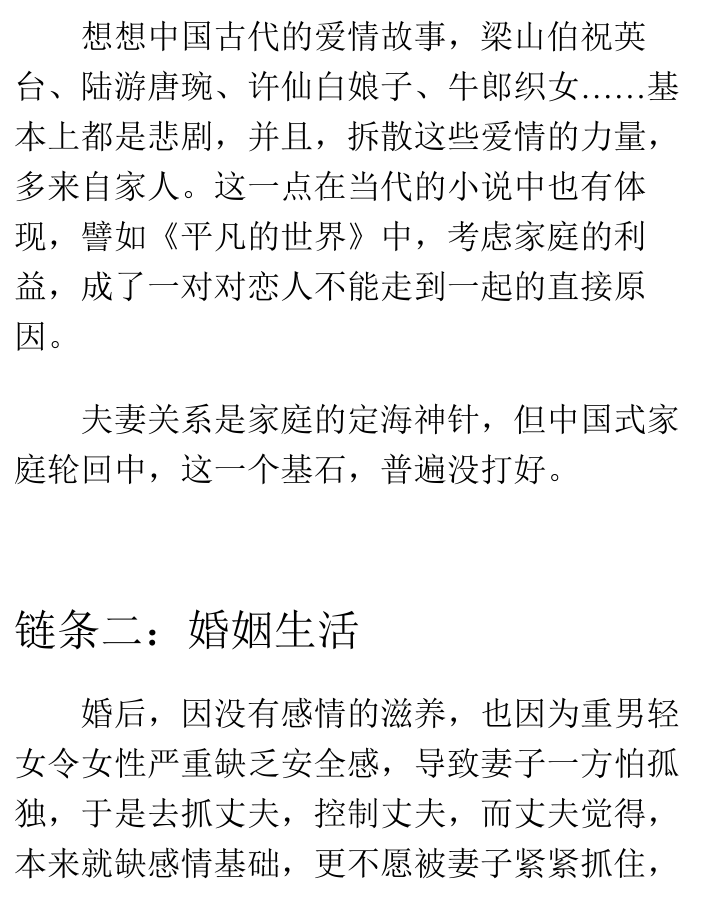 想想中国古代的爱情故事，梁山伯祝英
台、陆游唐琬、许仙白娘子、牛郎织女……基
本上都是悲剧，并且，拆散这些爱情的力量，
多来自家人。这一点在当代的小说中也有体
现，譬如《平凡的世界》中，考虑家庭的利
益，成了一对对恋人不能走到一起的直接原
因。
夫妻关系是家庭的定海神针，但中国式家
庭轮回中，这一个基石，普遍没打好。
链条二：婚姻生活
婚后，因没有感情的滋养，也因为重男轻
女令女性严重缺乏安全感，导致妻子一方怕孤
独，于是去抓丈夫，控制丈夫，而丈夫觉得，
本来就缺感情基础，更不愿被妻子紧紧抓住，